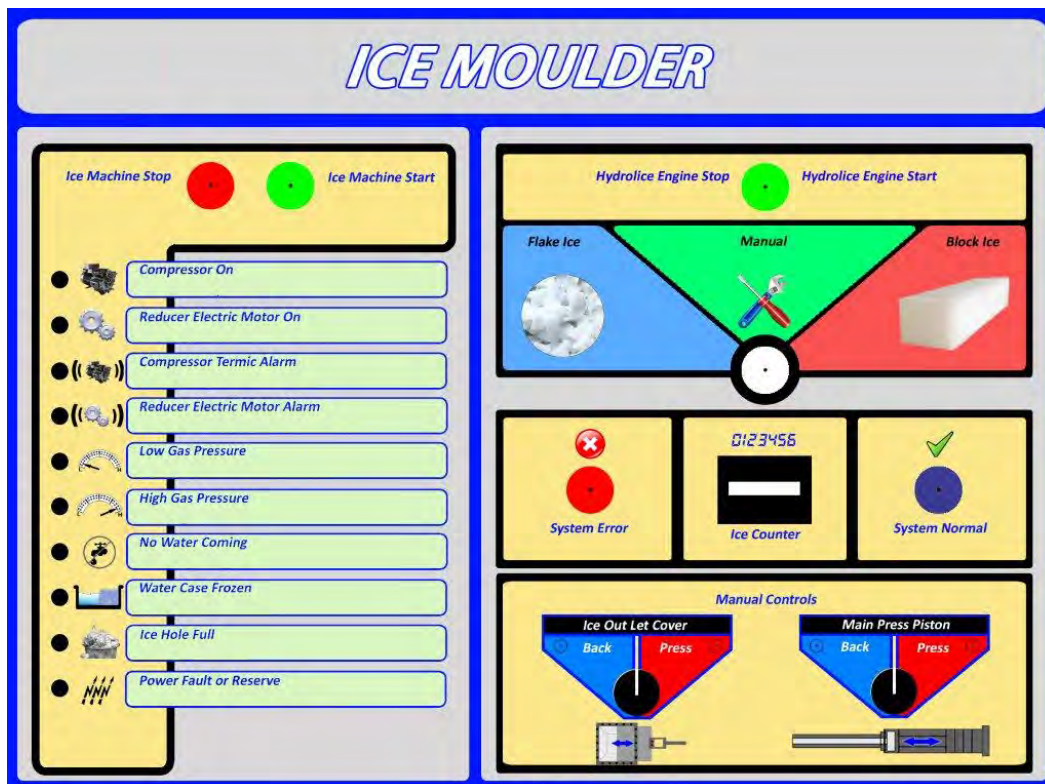 ICE MOULDER
Ice Machine Stop
Ice Machine Start
Compressor On
Reducer Electric Motor On
Compressor Termic Alarm
Reducer Electric Motor Alarm
Low Gas Pressure
High Gas Pressure
No Water Coming
Water Case Frozen
Ice Hole Full
Power Fault or Reserve
Hydrolice Engine Stop
Hydrolice Engine Start
Flake Ice
Manual
Block Ice
System Error
0123456
Ice Counter
System Normal
Manual Controls
Ice Out Let Cover
Back
Press
Main Press Piston
Back
Press